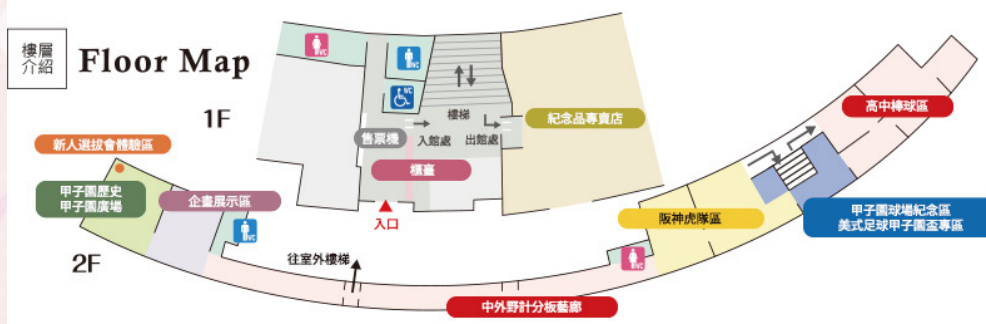 樓層
介紹
Floor Map
1F
WC
WC
WC
樓梯
售票機
入館處
出館處
紀念品專賣店
櫃臺
入口
高中棒球區
新人選拔會體驗區
甲子園歷史
甲子園廣場
企畫展示區
WC
阪神虎隊區
甲子園球場紀念區
美式足球甲子園盃專區
2F
往室外樓梯
WC
中外野計分板藝廊